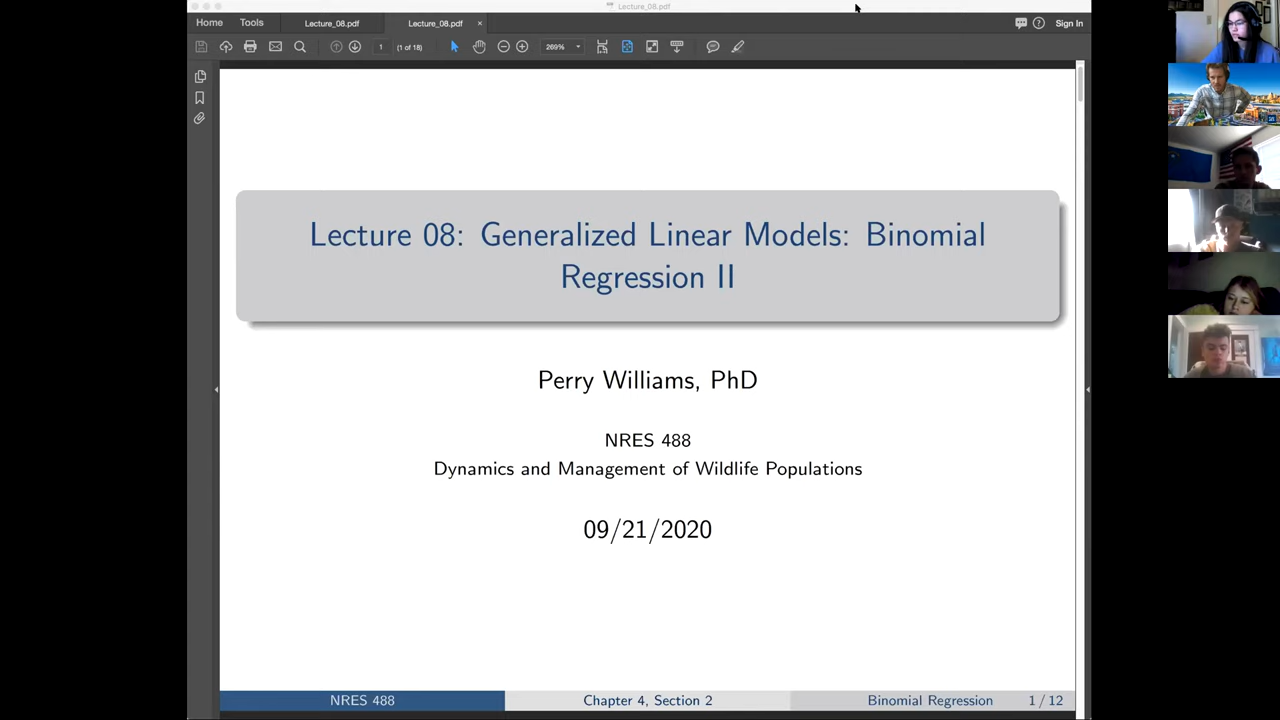 Lecture_08.pdf
Home Tools Lecture_08.pdf Lecture_08.pdf × Sign In
1 (1 of 18) 269%
Lecture 08: Generalized Linear Models: Binomial
Regression II
Perry Williams, PhD
NRES 488
Dynamics and Management of Wildlife Populations
09/21/2020
NRES 488 Chapter 4, Section 2 Binomial Regression 1 / 12